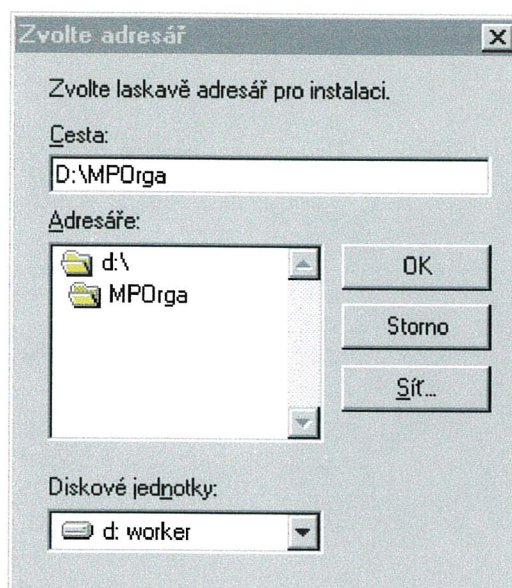 Zvolte adresář
Zvolte laskavě adresář pro instalaci.
Cesta:
D:\MPOrga
Adresáře:
d:\
MPOrga
OK
Storno
Síť...
Diskové jednotky:
d: worker